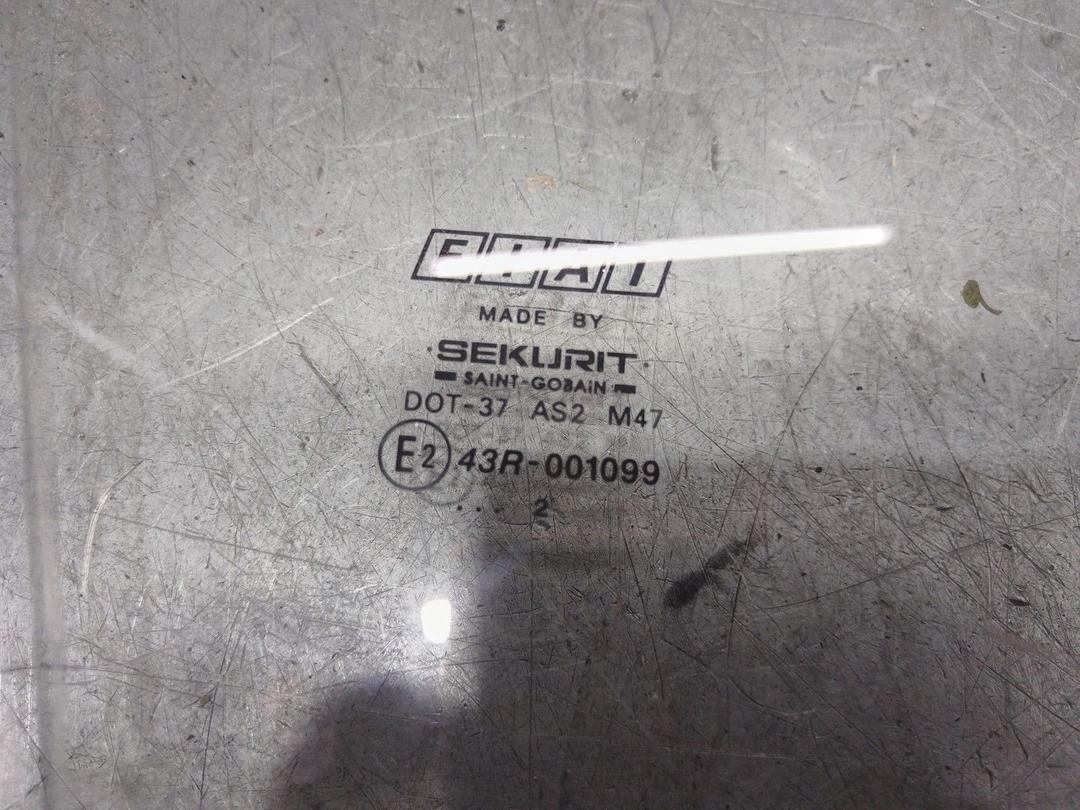 FIAT
MADE BY
SEKURIT
SAINT-GOBAIN
DOT-37 AS2 M47
E2 43R-001099
... 2